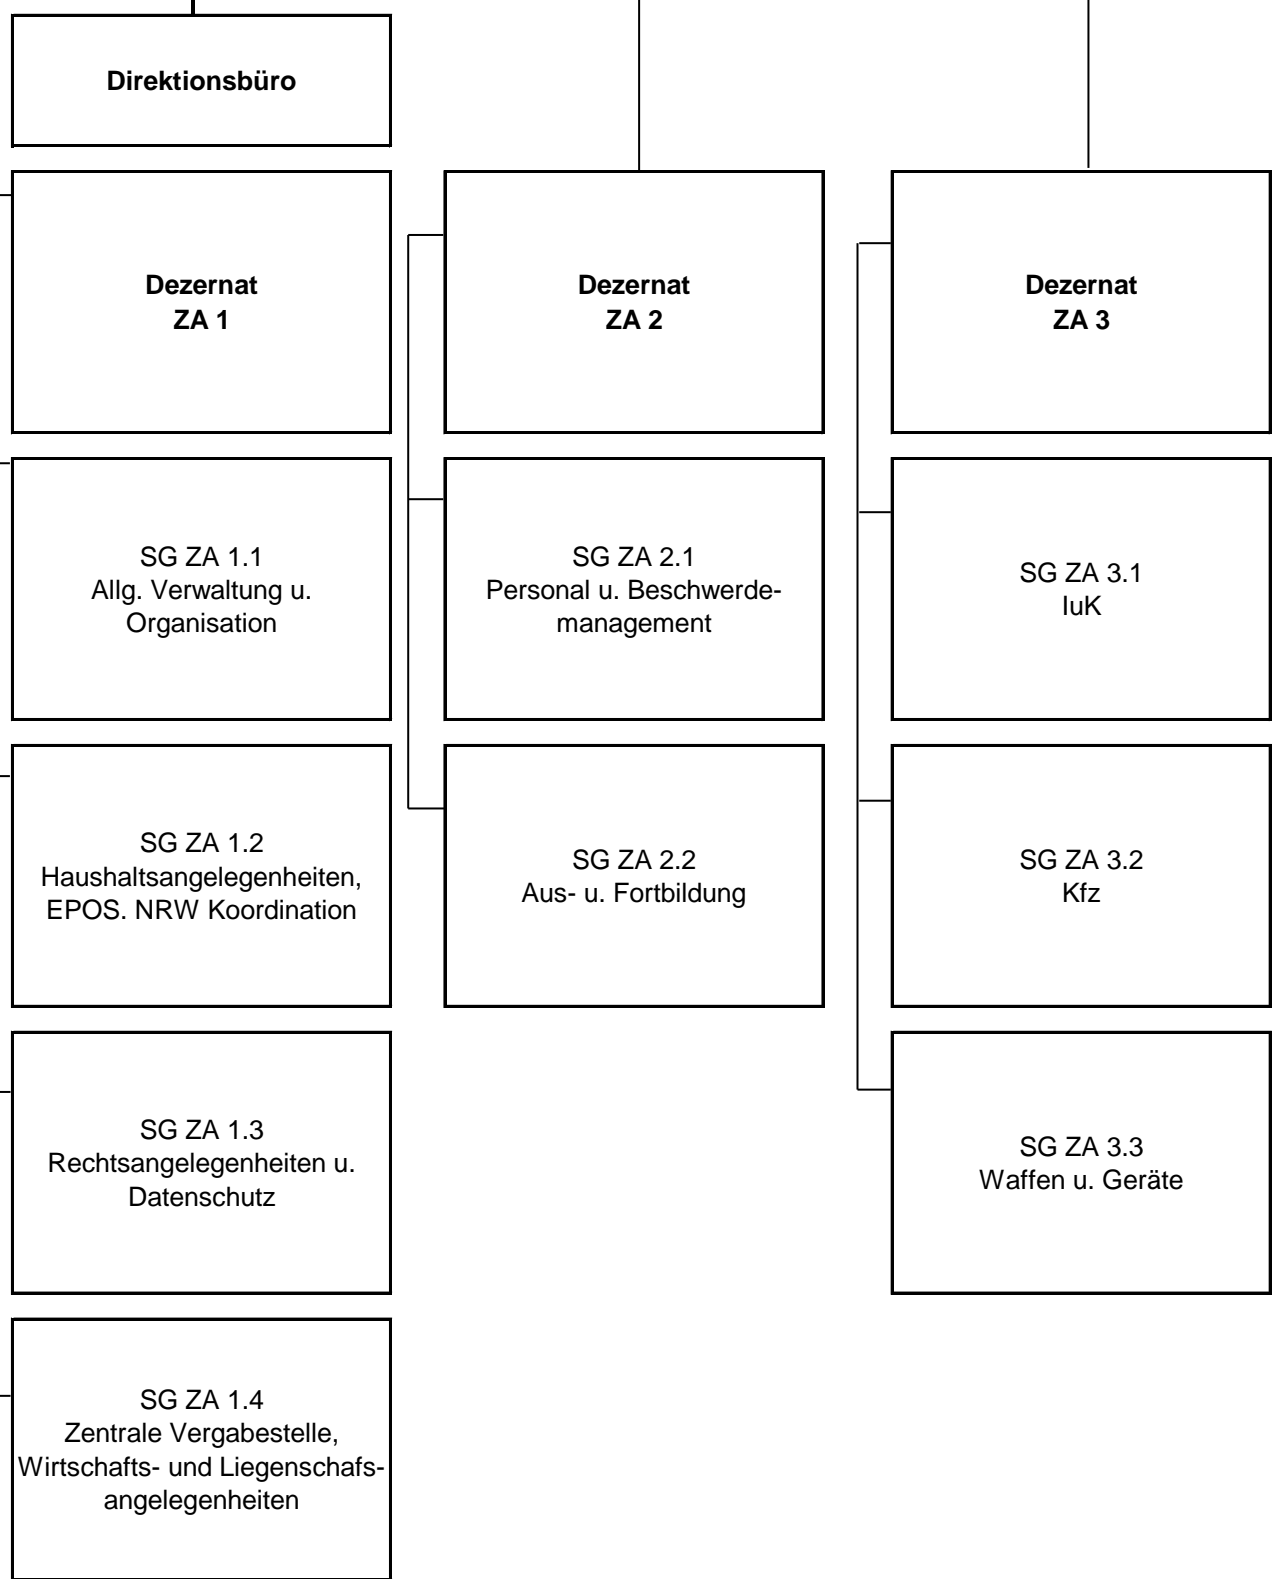 Direktionsbüro
Dezernat
ZA 1
SG ZA 1.1
Allg. Verwaltung u.
Organisation
SG ZA 1.2
Haushaltsangelegenheiten,
EPOS. NRW Koordination
SG ZA 1.3
Rechtsangelegenheiten u.
Datenschutz
SG ZA 1.4
Zentrale Vergabestelle,
Wirtschafts- und Liegenschafs-
angelegenheiten
Dezernat
ZA 2
SG ZA 2.1
Personal u. Beschwerde-
management
SG ZA 2.2
Aus- u. Fortbildung
Dezernat
ZA 3
SG ZA 3.1
IuK
SG ZA 3.2
Kfz
SG ZA 3.3
Waffen u. Geräte